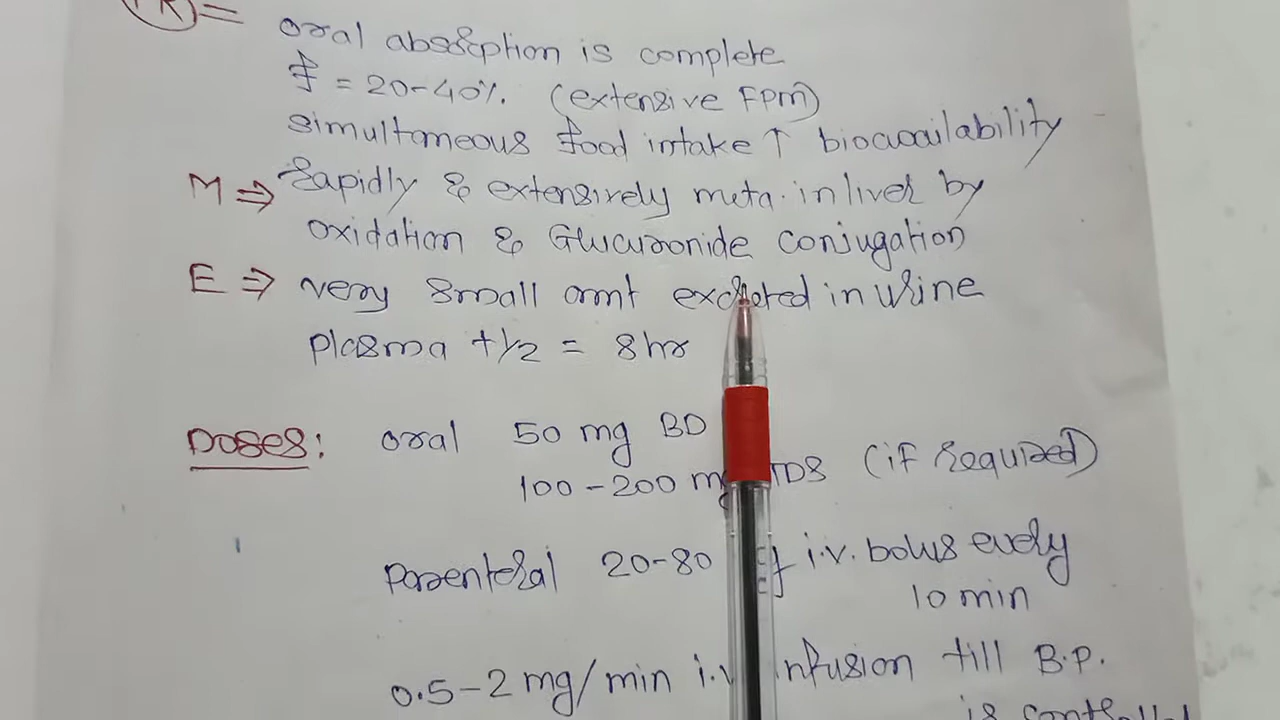 PK =
oral absorption is complete
f = 20-40%. (extensive FPM)
simultaneous food intake ↑ bioavailability
M ⇒ Rapidly & extensively meta. in liver by
oxidation & Glucuronide conjugation
E ⇒ very small amt excreted in urine
plasma t1/2 = 8 hr
Doses: oral 50 mg BD
100-200 TDS (if required)
Parenteral 20-80 i.v. bolus every
10 min
0.5-2 mg/min i.v infusion till B.P.
is